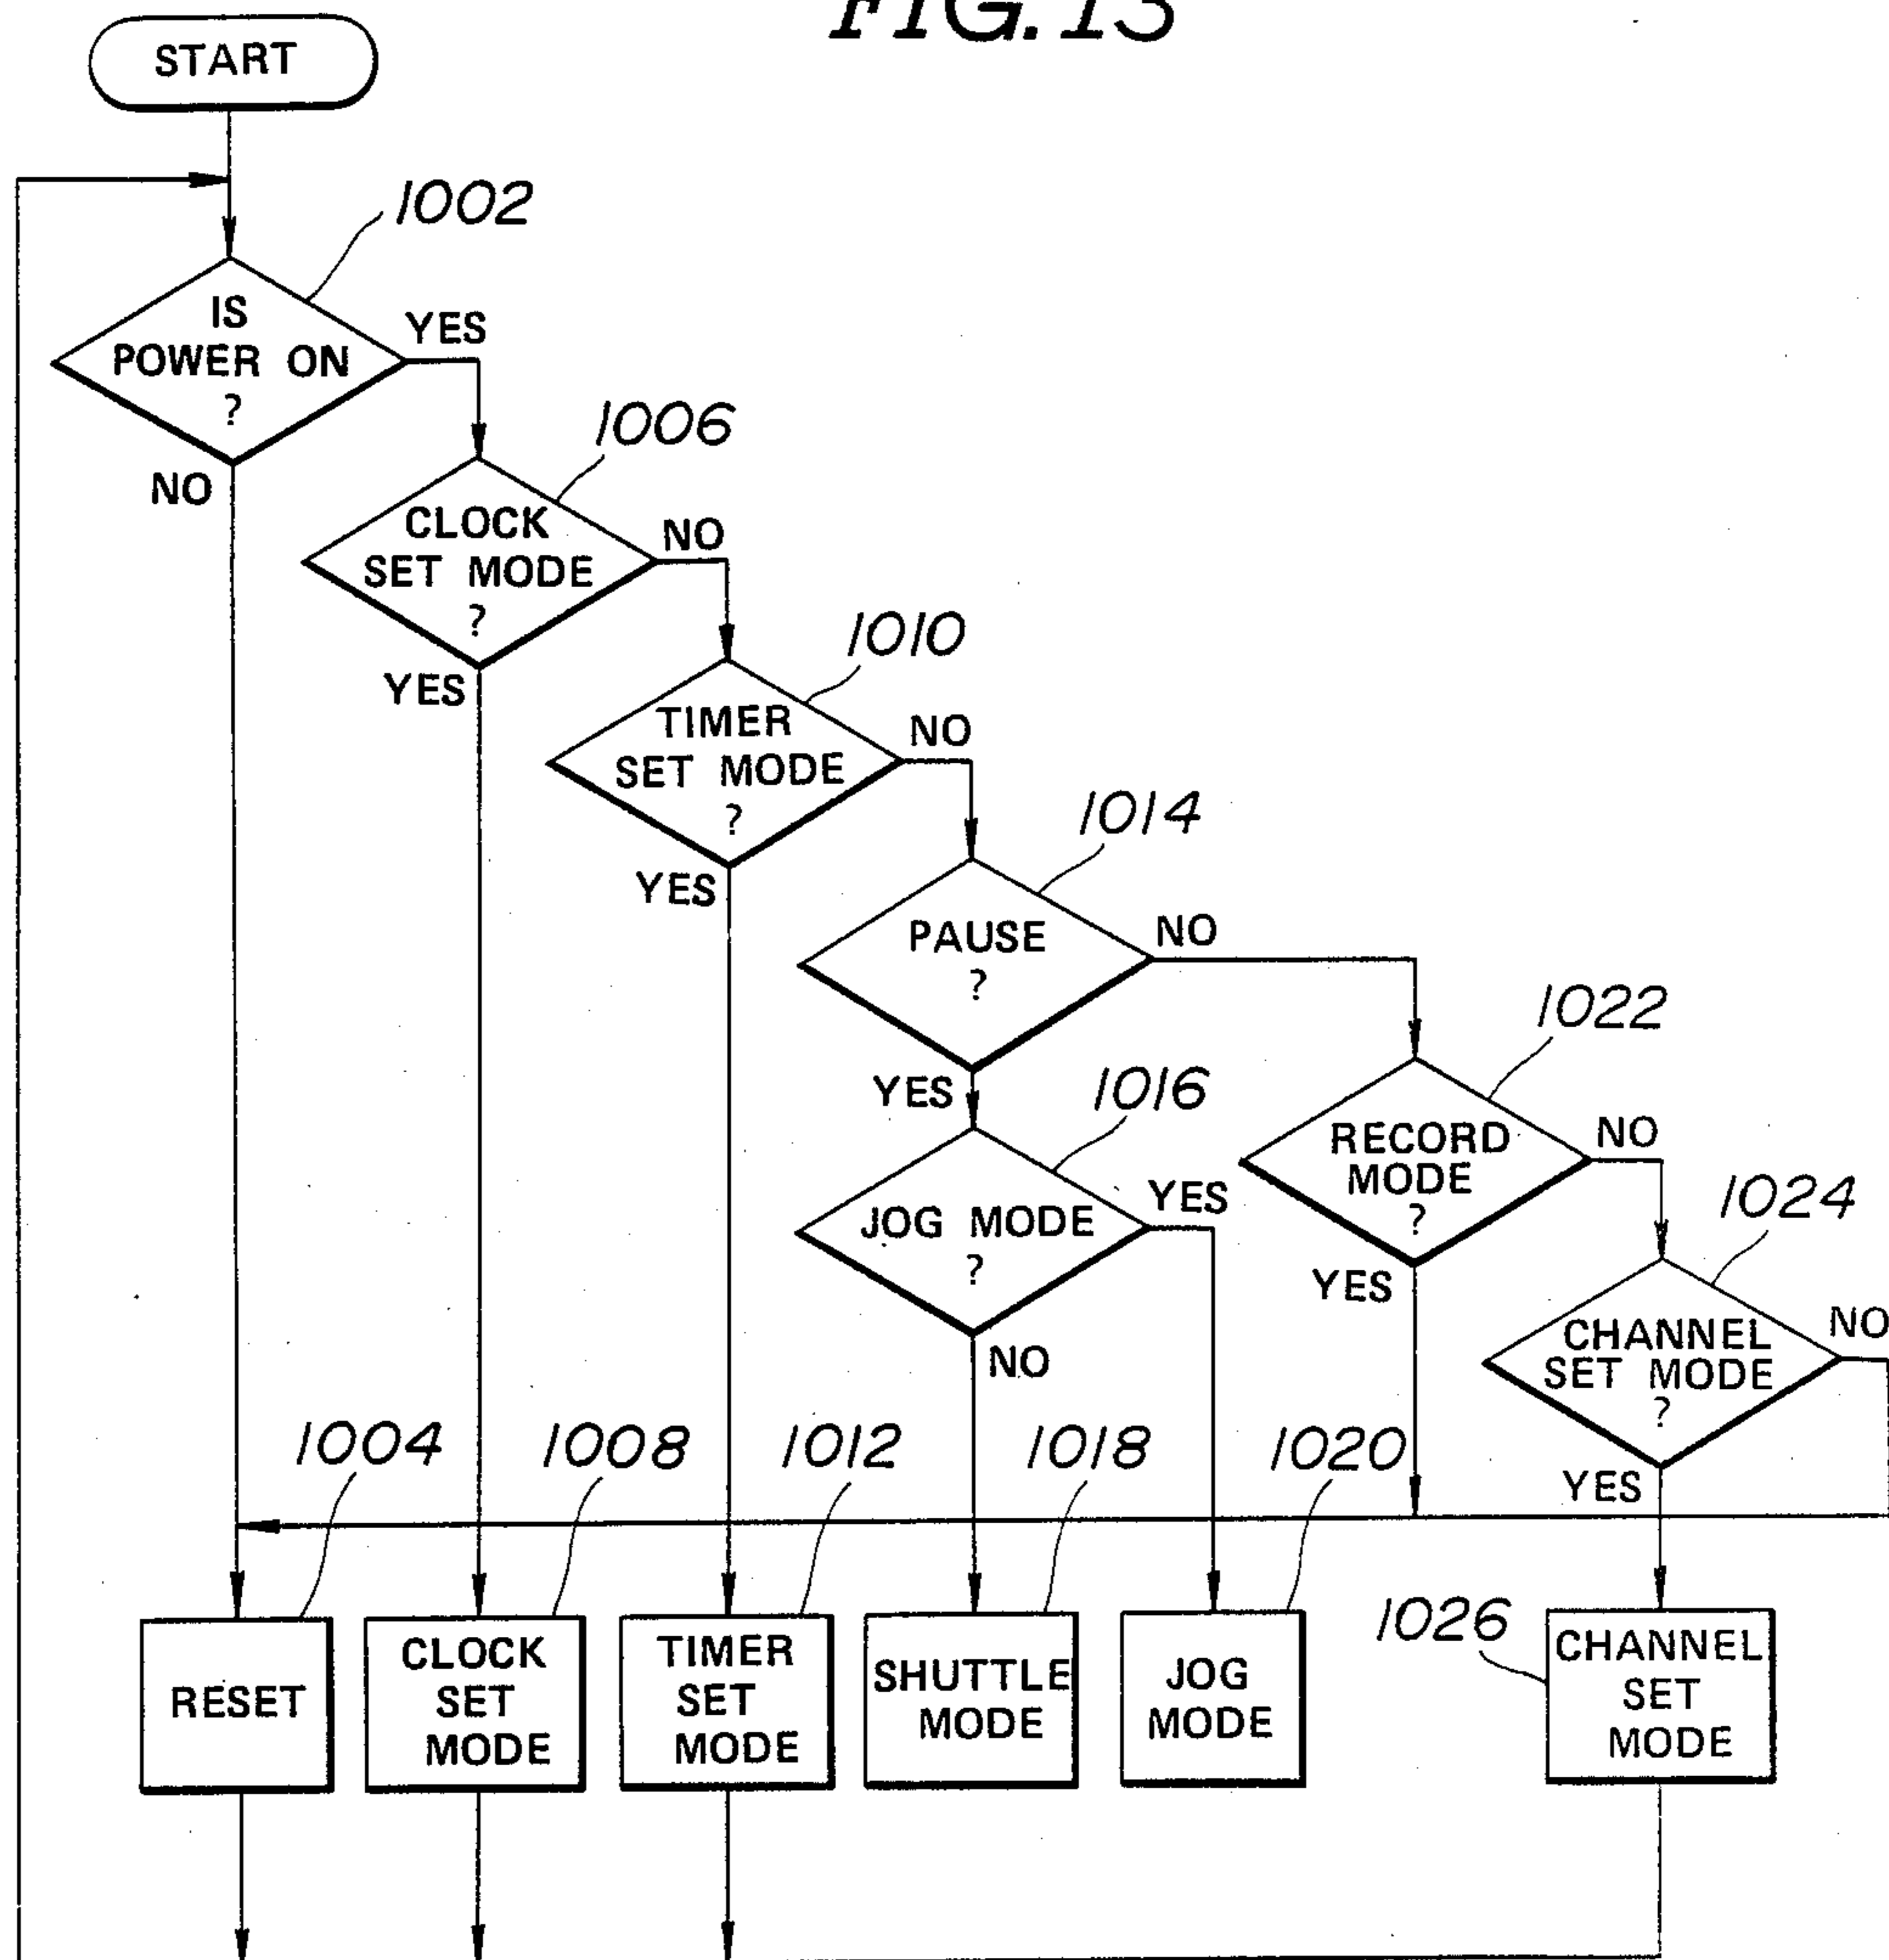 FIG. 13
START
1002
IS
POWER ON
?
YES
NO
1006
CLOCK
SET MODE
?
NO
YES
1010
TIMER
SET MODE
?
NO
YES
1014
PAUSE
?
NO
YES
1022
RECORD
MODE
?
NO
YES
1016
JOG MODE
?
YES
NO
1024
CHANNEL
SET MODE
?
NO
YES
1004
RESET
1008
CLOCK
SET
MODE
1012
TIMER
SET
MODE
1018
SHUTTLE
MODE
1020
JOG
MODE
1026
CHANNEL
SET
MODE